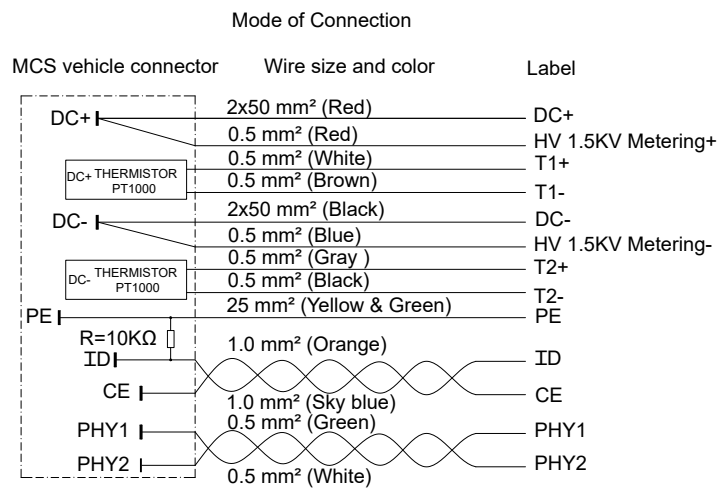 Mode of Connection
MCS vehicle connector Wire size and color Label
DC+ 2x50 mm² (Red) DC+
0.5 mm² (Red) HV 1.5KV Metering+
DC+ THERMISTOR PT1000 0.5 mm² (White) T1+
0.5 mm² (Brown) T1-
DC- 2x50 mm² (Black) DC-
0.5 mm² (Blue) HV 1.5KV Metering-
DC- THERMISTOR PT1000 0.5 mm² (Gray ) T2+
0.5 mm² (Black) T2-
PE 25 mm² (Yellow & Green) PE
R=10KΩ
ID 1.0 mm² (Orange) ID
CE 1.0 mm² (Sky blue) CE
PHY1 0.5 mm² (Green) PHY1
PHY2 0.5 mm² (White) PHY2